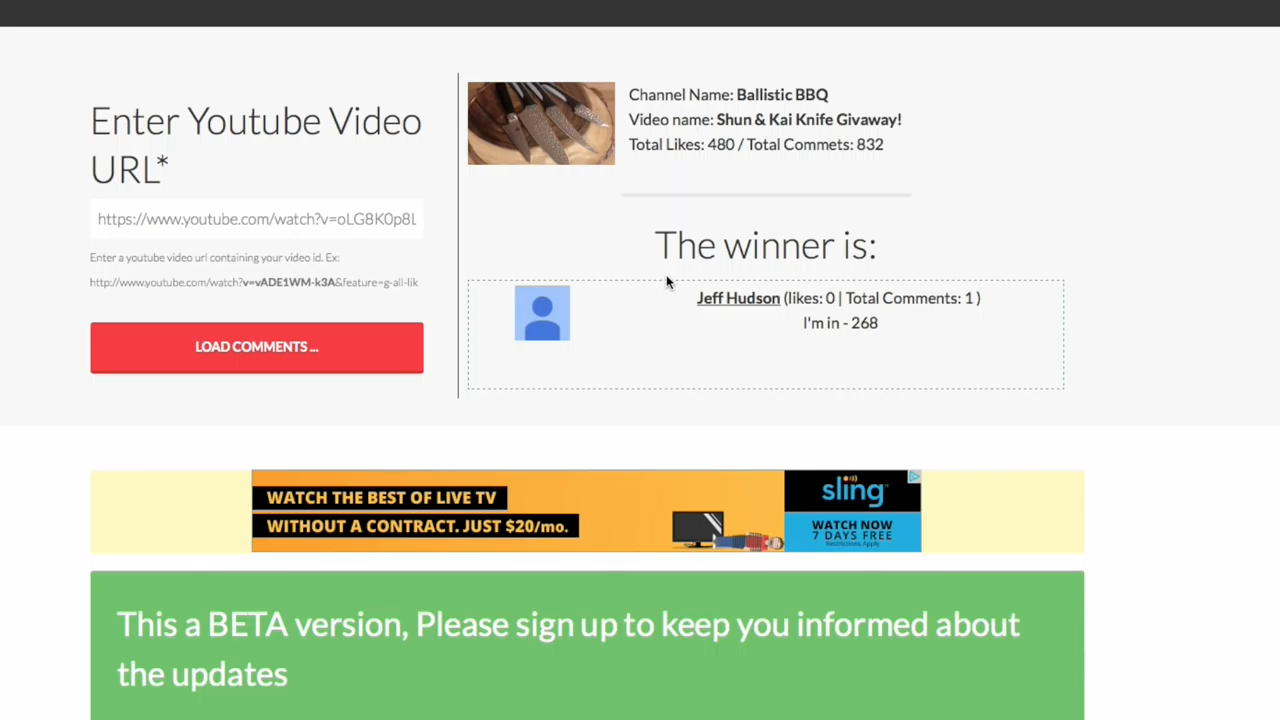 Enter Youtube Video
URL*
https://www.youtube.com/watch?v=oLG8K0p8L
Enter a youtube video url containing your video id. Ex:
http://www.youtube.com/watch?v=vADE1WM-k3A&feature=g-all-lik
LOAD COMMENTS ...
Channel Name: Ballistic BBQ
Video name: Shun & Kai Knife Givaway!
Total Likes: 480 / Total Commets: 832
The winner is:
Jeff Hudson (likes: 0 | Total Comments: 1 )
I'm in - 268
WATCH THE BEST OF LIVE TV
WITHOUT A CONTRACT. JUST $20/mo.
sling
WATCH NOW
7 DAYS FREE
Restrictions Apply
This a BETA version, Please sign up to keep you informed about
the updates